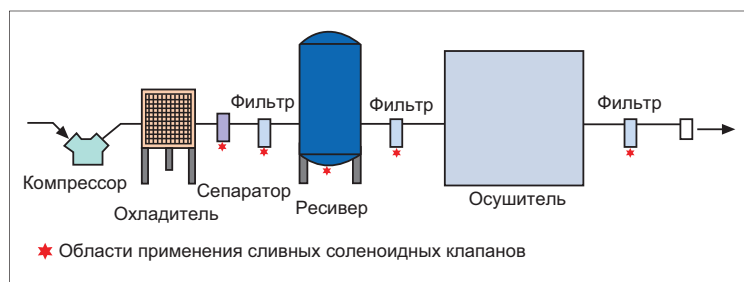 Фильтр
Фильтр
Фильтр
Компрессор
Сепаратор
Охладитель
Ресивер
Осушитель
Области применения сливных соленоидных клапанов